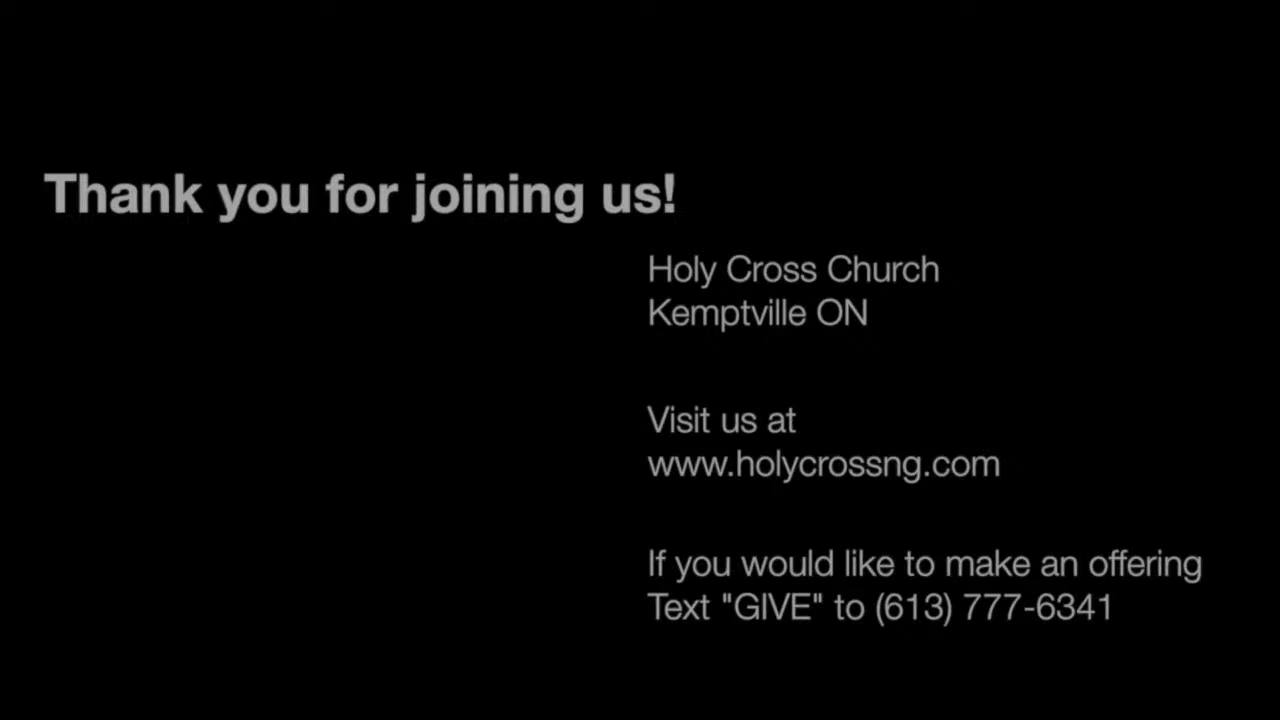 Thank you for joining us!
Holy Cross Church
Kemptville ON
Visit us at
www.holycrossng.com
If you would like to make an offering
Text "GIVE" to (613) 777-6341